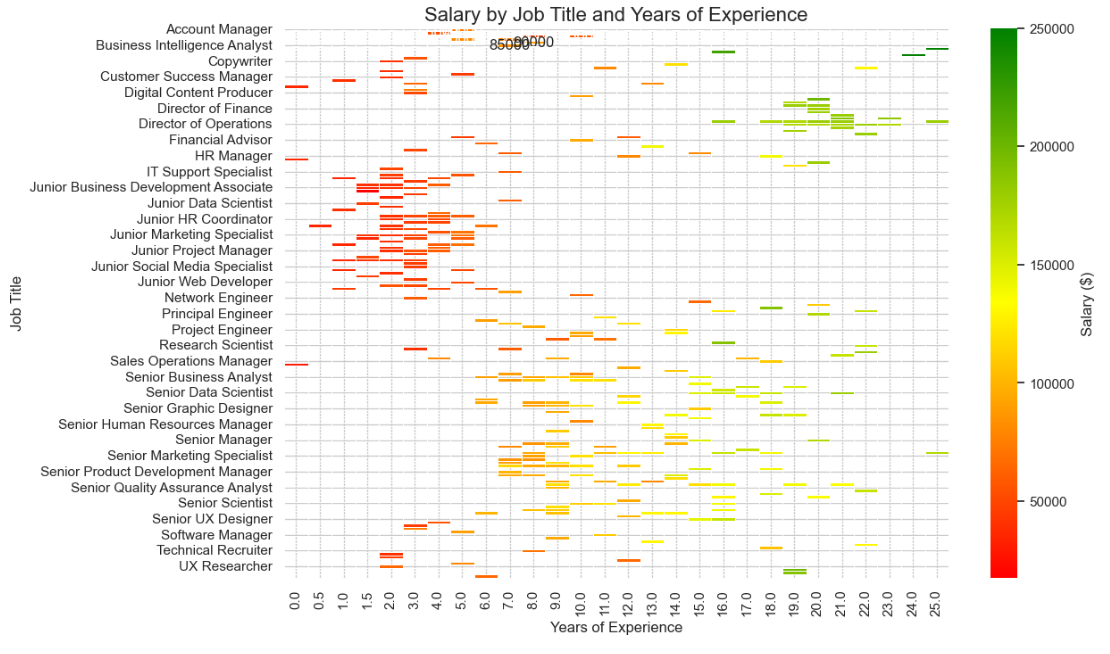 Salary by Job Title and Years of Experience
Account Manager
Business Intelligence Analyst
Copywriter
Customer Success Manager
Digital Content Producer
Director of Finance
Director of Operations
Financial Advisor
HR Manager
IT Support Specialist
Junior Business Development Associate
Junior Data Scientist
Junior HR Coordinator
Junior Marketing Specialist
Junior Project Manager
Junior Social Media Specialist
Junior Web Developer
Network Engineer
Principal Engineer
Project Engineer
Research Scientist
Sales Operations Manager
Senior Business Analyst
Senior Data Scientist
Senior Graphic Designer
Senior Human Resources Manager
Senior Manager
Senior Marketing Specialist
Senior Product Development Manager
Senior Quality Assurance Analyst
Senior Scientist
Senior UX Designer
Software Manager
Technical Recruiter
UX Researcher
Job Title
0.0 0.5 1.0 1.5 2.0 3.0 4.0 5.0 6.0 7.0 8.0 9.0 10.0 11.0 12.0 13.0 14.0 15.0 16.0 17.0 18.0 19.0 20.0 21.0 22.0 23.0 24.0 25.0
Years of Experience
250000
200000
150000
100000
50000
Salary ($)